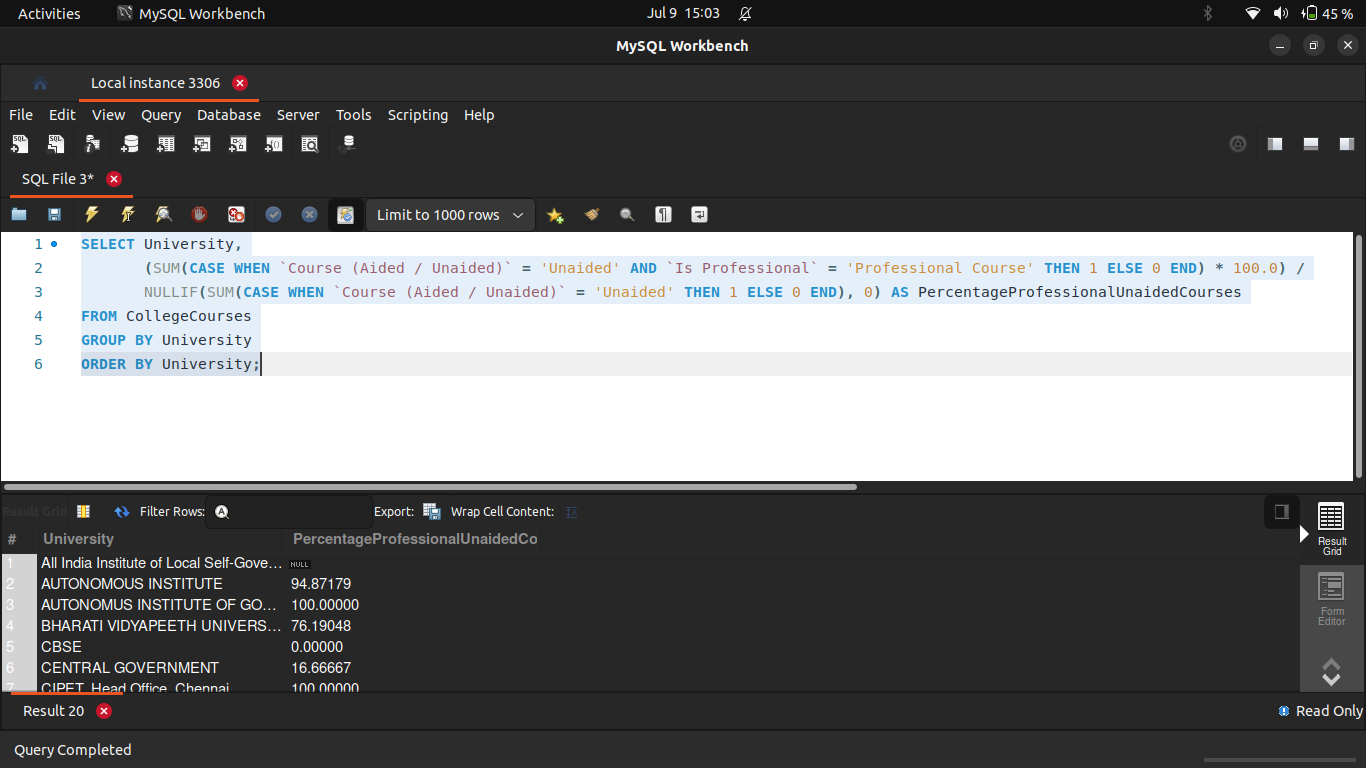 Activities MySQL Workbench Jul 9 15:03 45 %
MySQL Workbench
Local instance 3306
File Edit View Query Database Server Tools Scripting Help
SQL File 3*
Limit to 1000 rows
1 SELECT University,
2 (SUM(CASE WHEN `Course (Aided / Unaided)` = 'Unaided' AND `Is Professional` = 'Professional Course' THEN 1 ELSE 0 END) * 100.0) /
3 NULLIF(SUM(CASE WHEN `Course (Aided / Unaided)` = 'Unaided' THEN 1 ELSE 0 END), 0) AS PercentageProfessionalUnaidedCourses
4 FROM CollegeCourses
5 GROUP BY University
6 ORDER BY University;
Result Grid Filter Rows: Export: Wrap Cell Content:
# University PercentageProfessionalUnaidedCo
1 All India Institute of Local Self-Gove... NULL
2 AUTONOMOUS INSTITUTE 94.87179
3 AUTONOMUS INSTITUTE OF GO... 100.00000
4 BHARATI VIDYAPEETH UNIVERS... 76.19048
5 CBSE 0.00000
6 CENTRAL GOVERNMENT 16.66667
7 CIPET, Head Office, Chennai 100.00000
Result
Grid
Form
Editor
Result 20 Read Only
Query Completed